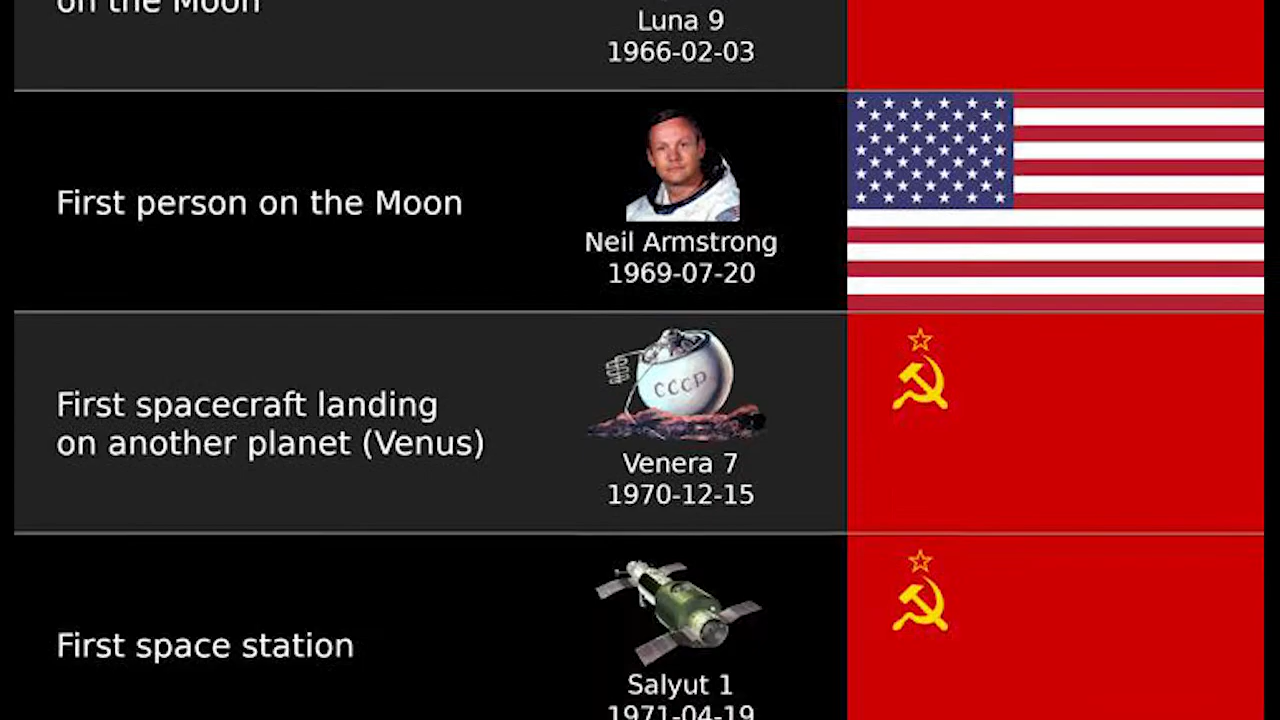 on the Moon
Luna 9
1966-02-03
First person on the Moon
Neil Armstrong
1969-07-20
First spacecraft landing
on another planet (Venus)
CCCP
Venera 7
1970-12-15
First space station
Salyut 1
1971-04-19